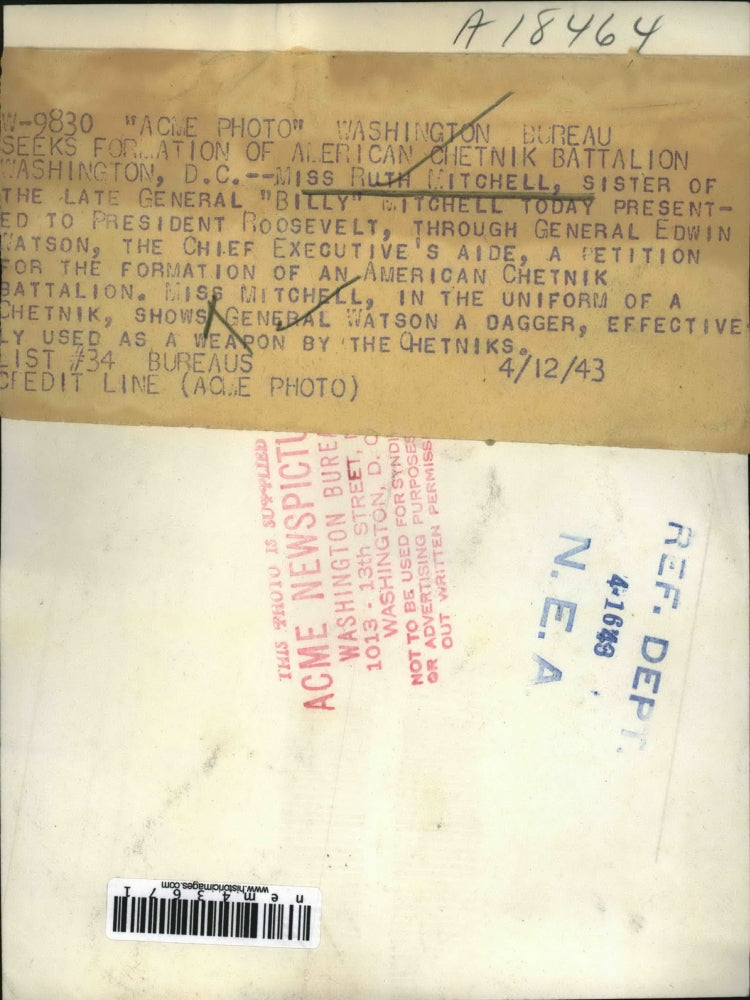 A 18464
W-9830 "ACME PHOTO" WASHINGTON BUREAU
SEEKS FORMATION OF AMERICAN CHETNIK BATTALION
WASHINGTON, D.C.--MISS RUTH MITCHELL, SISTER OF
THE LATE GENERAL "BILLY" MITCHELL TODAY PRESENT-
ED TO PRESIDENT ROOSEVELT, THROUGH GENERAL EDWIN
WATSON, THE CHIEF EXECUTIVE'S AIDE, A PETITION
FOR THE FORMATION OF AN AMERICAN CHETNIK
BATTALION. MISS MITCHELL, IN THE UNIFORM OF A
CHETNIK, SHOWS GENERAL WATSON A DAGGER, EFFECTIVE-
LY USED AS A WEAPON BY THE CHETNIKS.
LIST #34 BUREAUS 4/12/43
CREDIT LINE (ACME PHOTO)
THIS PHOTO IS SUPPLIED
ACME NEWSPICTU
WASHINGTON BUREA
1013 - 13th STREET,
WASHINGTON, D. C
NOT TO BE USED FOR SYNDI
OR ADVERTISING PURPOSES
OUT WRITTEN PERMISS
REF. DEPT.
N.E.A
www.historicimages.com
nem43671